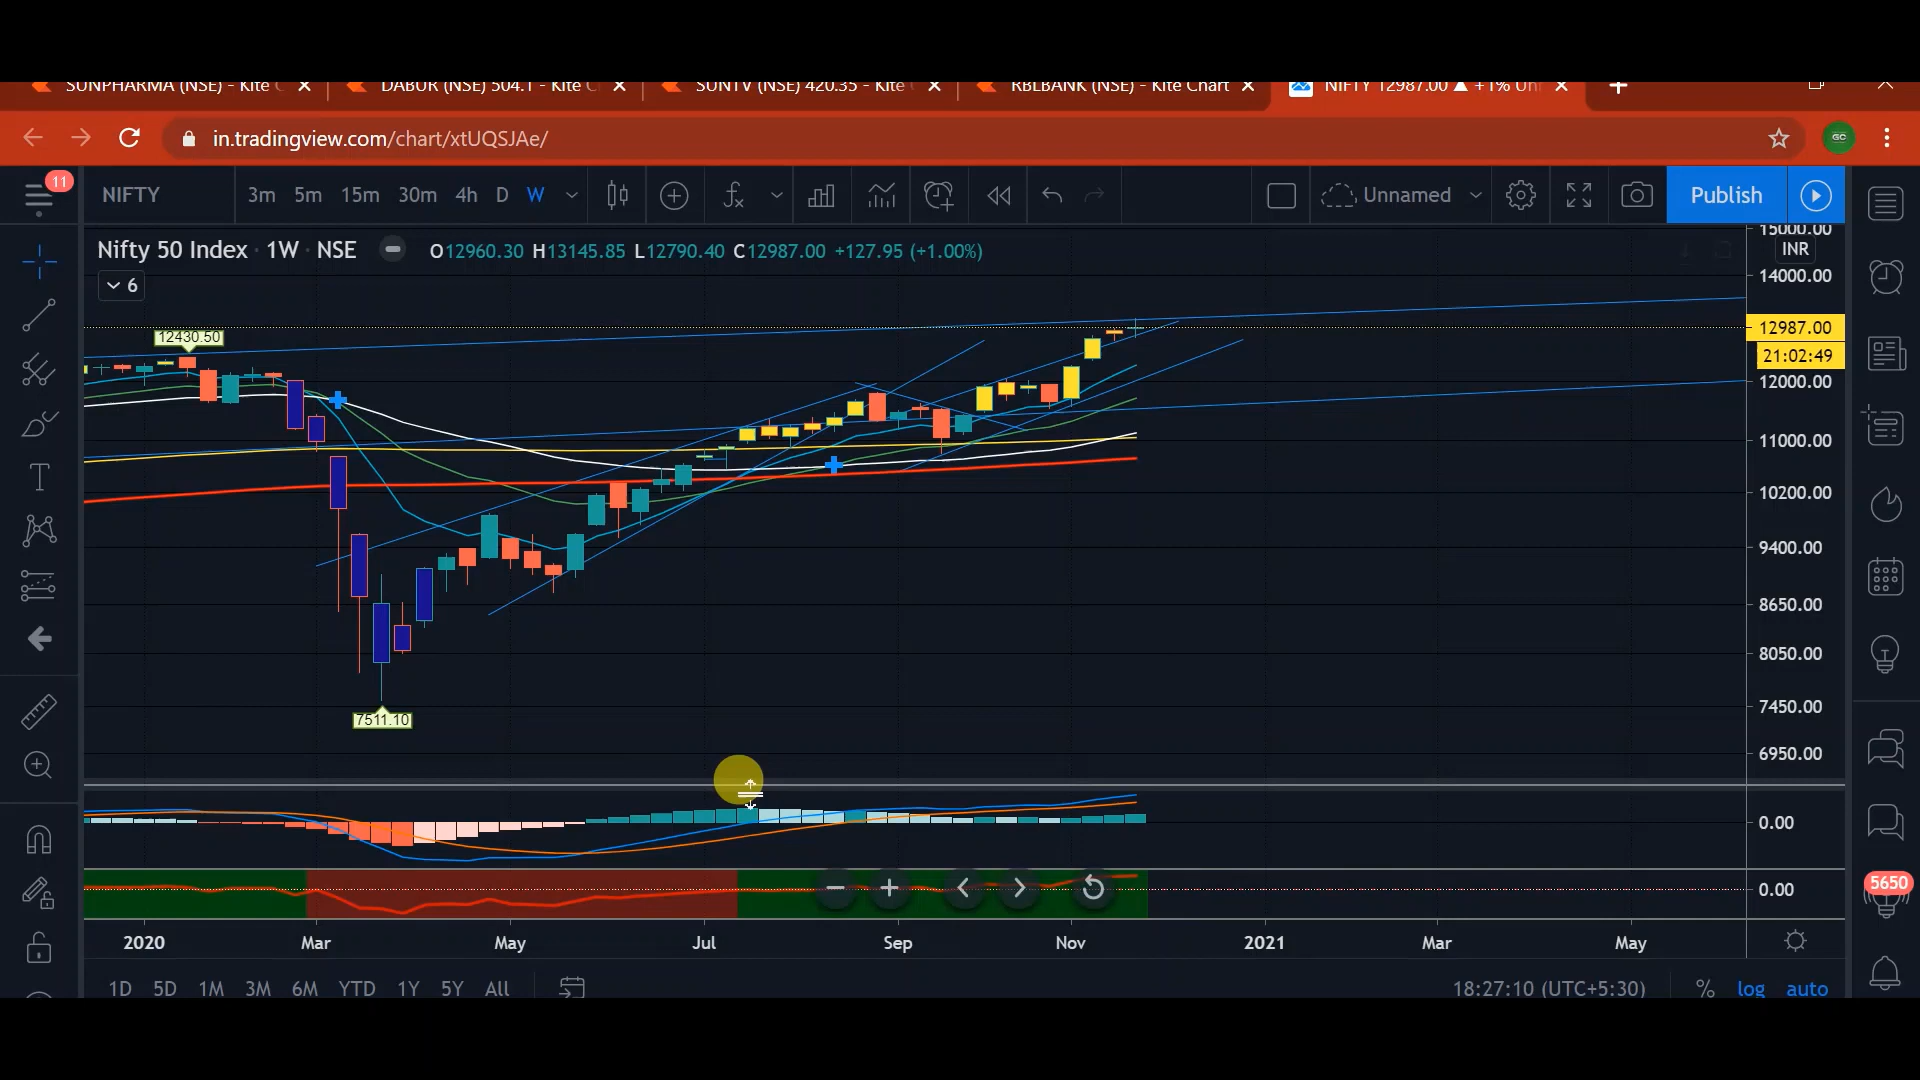 SUNPHARMA (NSE) - Kite C
DABUR (NSE) 504.1 - Kite C
SUNTV (NSE) 420.35 - Kite
RBLBANK (NSE) - Kite Chart
NIFTY 12987.00 ▲ +1% Unn
in.tradingview.com/chart/xtUQSJAe/
GC
11
NIFTY
3m 5m 15m 30m 4h D W
Unnamed
Publish
Nifty 50 Index · 1W · NSE
O12960.30 H13145.85 L12790.40 C12987.00 +127.95 (+1.00%)
6
INR
15000.00
14000.00
12987.00
21:02:49
12000.00
11000.00
10200.00
9400.00
8650.00
8050.00
7450.00
6950.00
12430.50
7511.10
0.00
0.00
5650
2020 Mar May Jul Sep Nov 2021 Mar May
1D 5D 1M 3M 6M YTD 1Y 5Y All
18:27:10 (UTC+5:30) % log auto